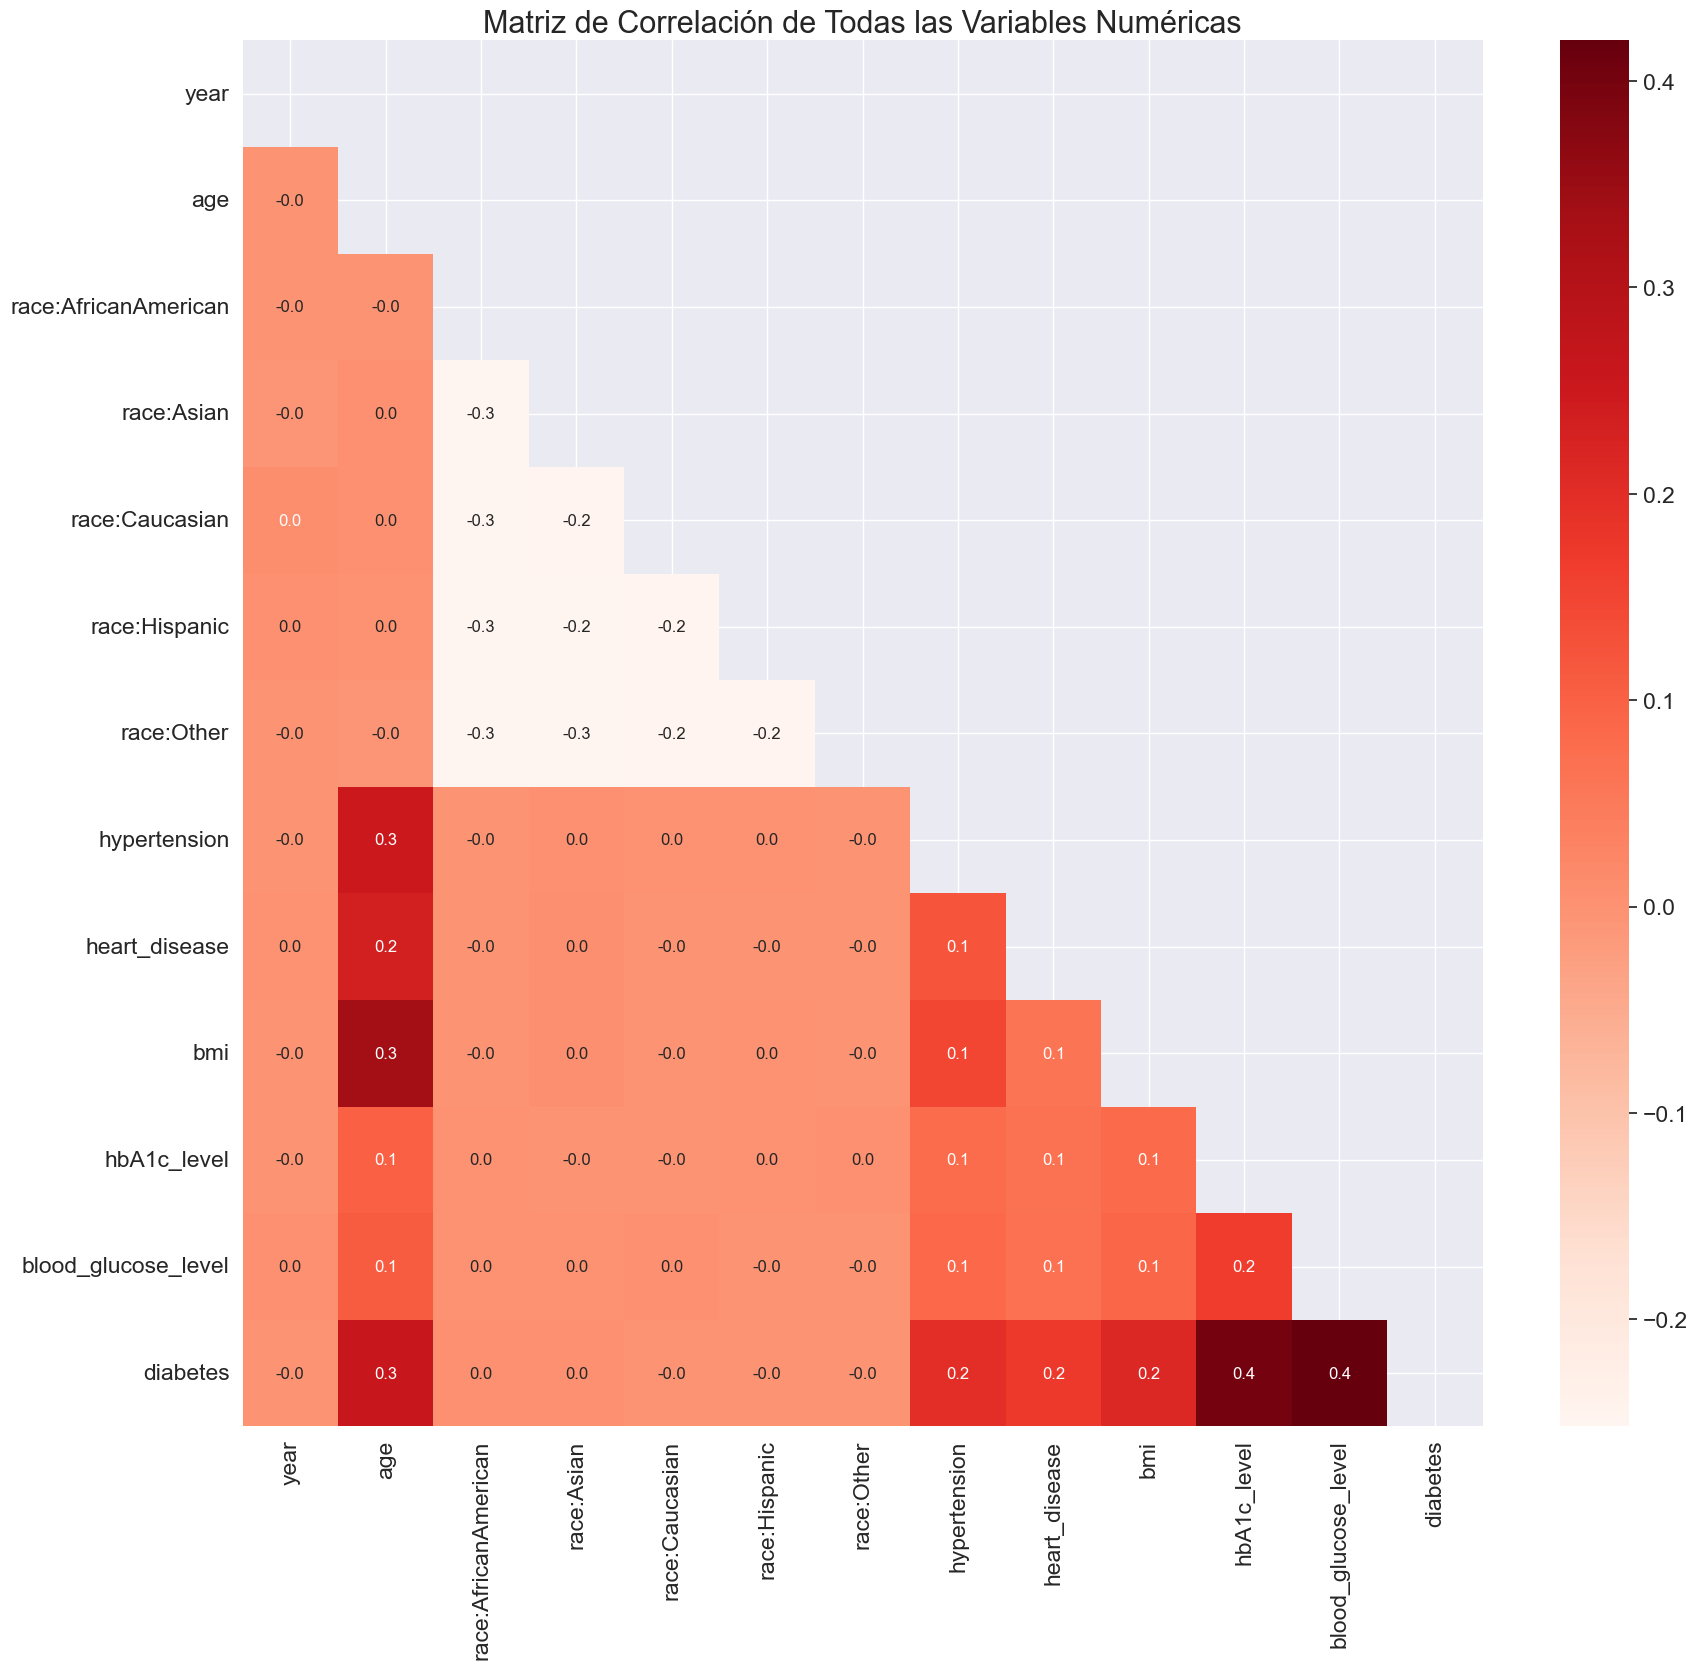 Matriz de Correlación de Todas las Variables Numéricas
year
age -0.0
race:AfricanAmerican -0.0 -0.0
race:Asian -0.0 0.0 -0.3
race:Caucasian 0.0 0.0 -0.3 -0.2
race:Hispanic 0.0 0.0 -0.3 -0.2 -0.2
race:Other -0.0 -0.0 -0.3 -0.3 -0.2 -0.2
hypertension -0.0 0.3 -0.0 0.0 0.0 0.0 -0.0
heart_disease 0.0 0.2 -0.0 0.0 -0.0 -0.0 -0.0 0.1
bmi -0.0 0.3 -0.0 0.0 -0.0 0.0 -0.0 0.1 0.1
hbA1c_level -0.0 0.1 0.0 -0.0 -0.0 0.0 0.0 0.1 0.1 0.1
blood_glucose_level 0.0 0.1 0.0 0.0 0.0 -0.0 -0.0 0.1 0.1 0.1 0.2
diabetes -0.0 0.3 0.0 0.0 -0.0 -0.0 -0.0 0.2 0.2 0.2 0.4 0.4
year
age
race:AfricanAmerican
race:Asian
race:Caucasian
race:Hispanic
race:Other
hypertension
heart_disease
bmi
hbA1c_level
blood_glucose_level
diabetes
0.4
0.3
0.2
0.1
0.0
−0.1
−0.2